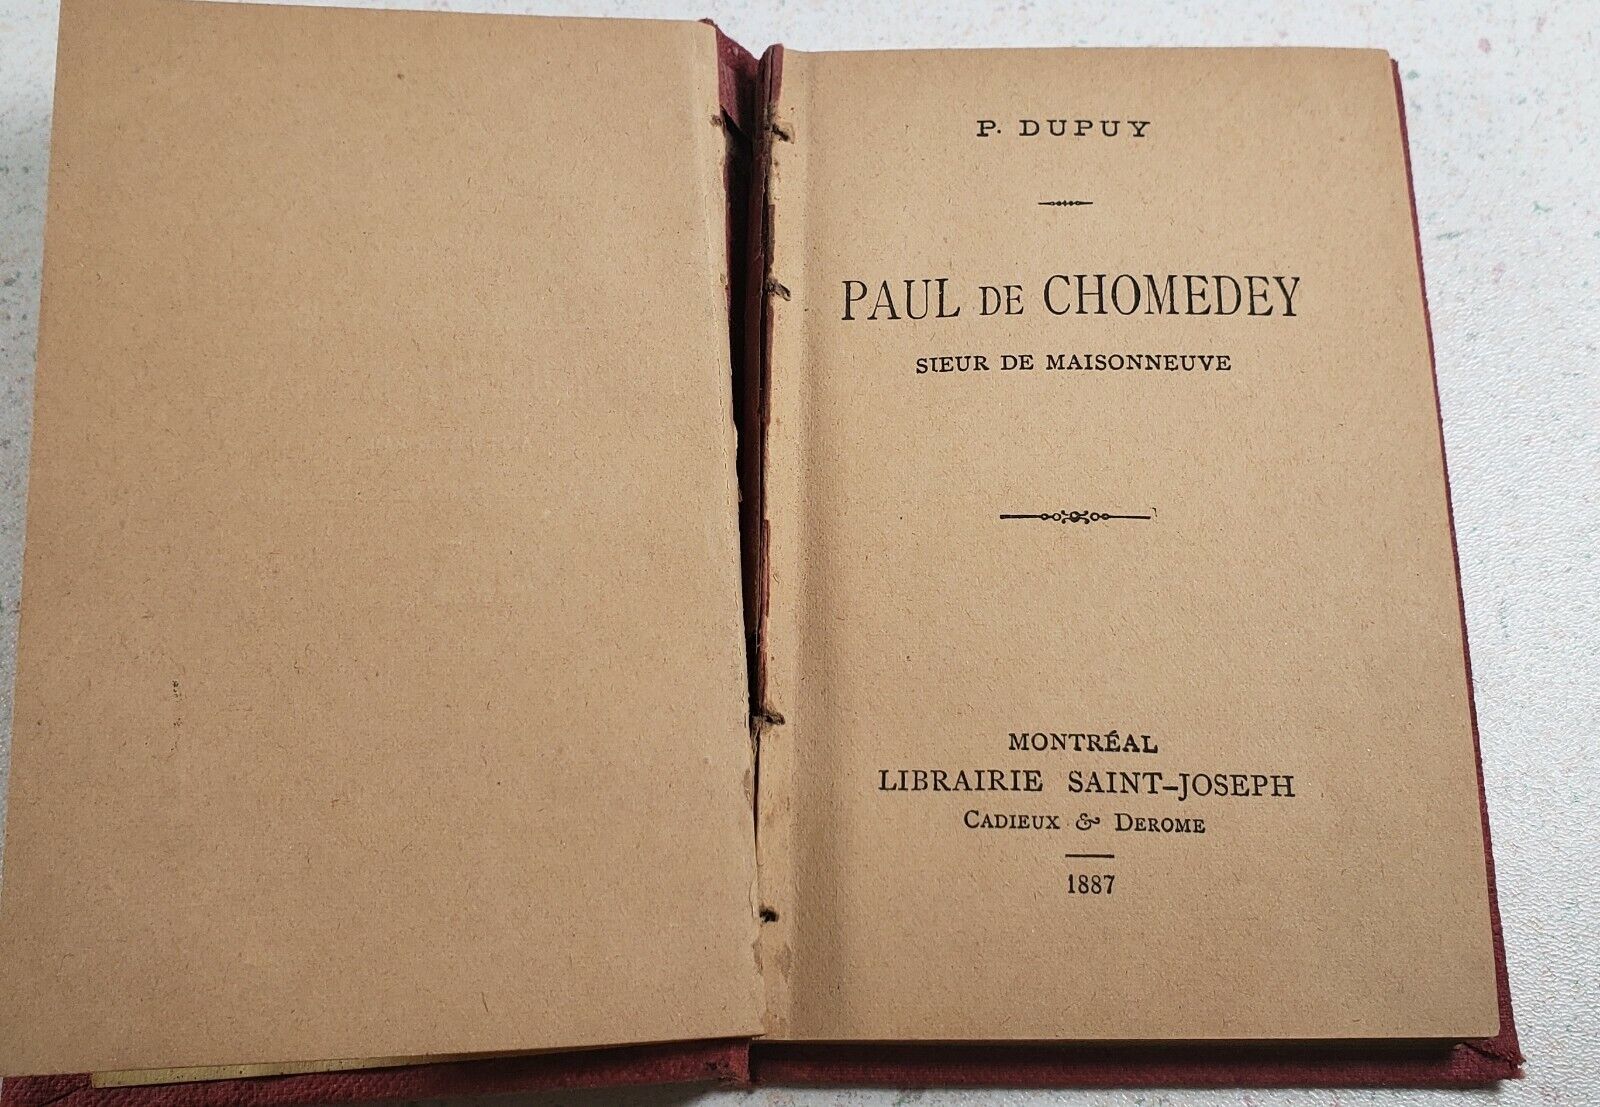 P. DUPUY
PAUL DE CHOMEDEY
SIEUR DE MAISONNEUVE
MONTRÉAL
LIBRAIRIE SAINT-JOSEPH
CADIEUX & DEROME
1887